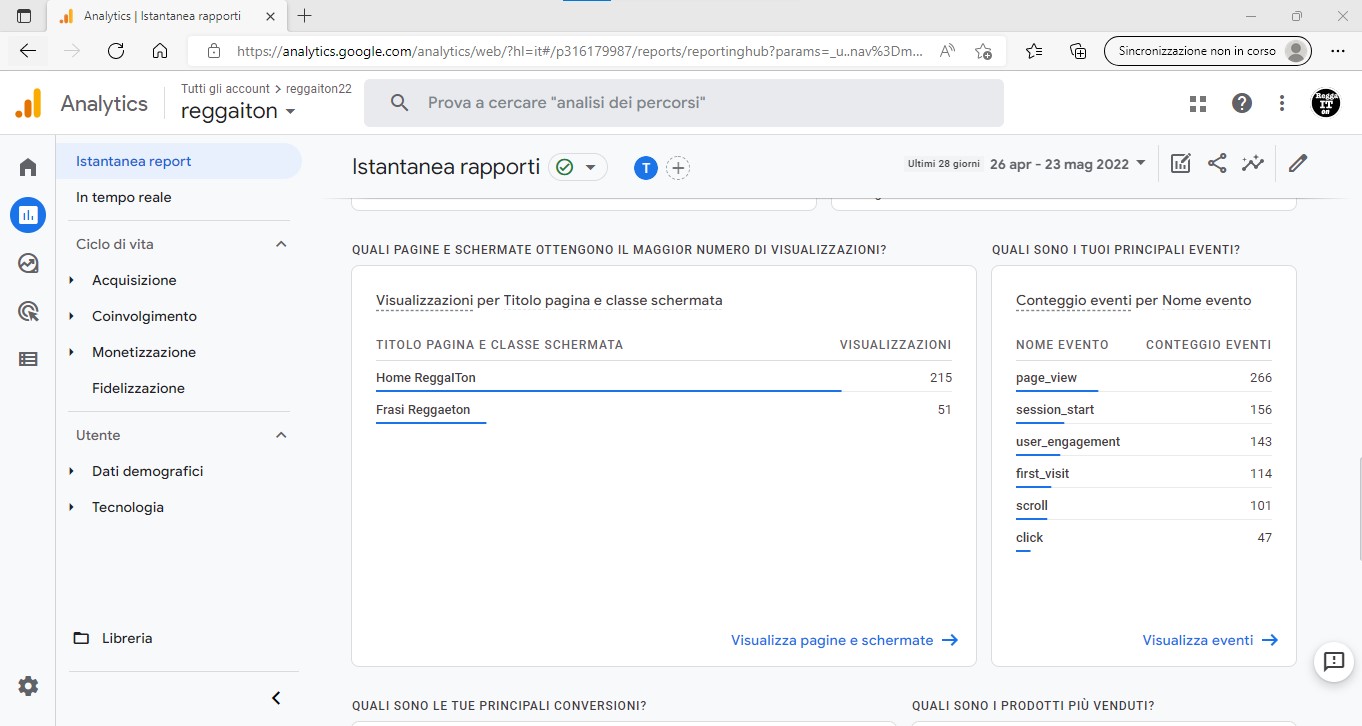 Analytics | Istantanea rapporti
https://analytics.google.com/analytics/web/?hl=it#/p316179987/reports/reportinghub?params=_u..nav%3Dm...
Sincronizzazione non in corso
Analytics
Tutti gli account > reggaiton22
reggaiton
Prova a cercare "analisi dei percorsi"
Regga
IT
on
Istantanea report
In tempo reale
Ciclo di vita
Acquisizione
Coinvolgimento
Monetizzazione
Fidelizzazione
Utente
Dati demografici
Tecnologia
Libreria
Istantanea rapporti
T
Ultimi 28 giorni 26 apr - 23 mag 2022
QUALI PAGINE E SCHERMATE OTTENGONO IL MAGGIOR NUMERO DI VISUALIZZAZIONI?
Visualizzazioni per Titolo pagina e classe schermata
TITOLO PAGINA E CLASSE SCHERMATA VISUALIZZAZIONI
Home ReggaITon 215
Frasi Reggaeton 51
Visualizza pagine e schermate
QUALI SONO I TUOI PRINCIPALI EVENTI?
Conteggio eventi per Nome evento
NOME EVENTO CONTEGGIO EVENTI
page_view 266
session_start 156
user_engagement 143
first_visit 114
scroll 101
click 47
Visualizza eventi
QUALI SONO LE TUE PRINCIPALI CONVERSIONI?
QUALI SONO I PRODOTTI PIÙ VENDUTI?